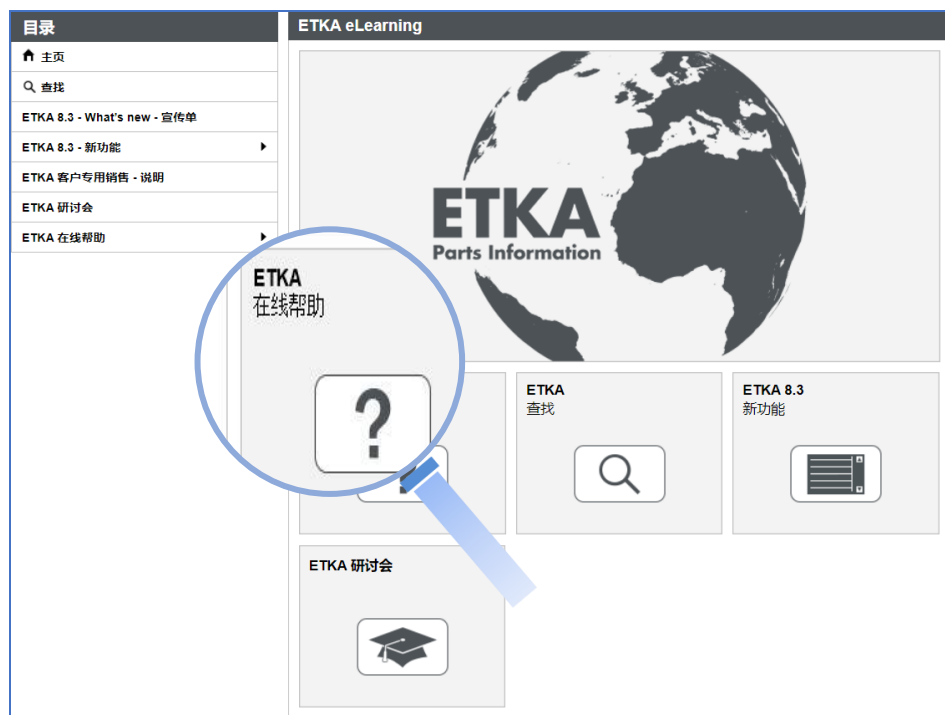 目录
主页
查找
ETKA 8.3 - What's new - 宣传单
ETKA 8.3 - 新功能
ETKA 客户专用销售 - 说明
ETKA 研讨会
ETKA 在线帮助
ETKA eLearning
ETKA
Parts Information
ETKA
在线帮助
?
ETKA
查找
ETKA 8.3
新功能
ETKA 研讨会